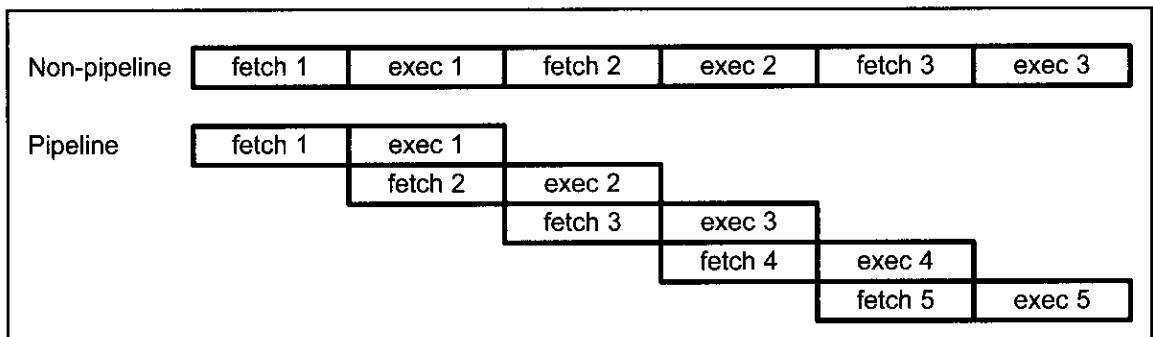 Non-pipeline fetch 1 exec 1 fetch 2 exec 2 fetch 3 exec 3
Pipeline fetch 1 exec 1
fetch 2 exec 2
fetch 3 exec 3
fetch 4 exec 4
fetch 5 exec 5